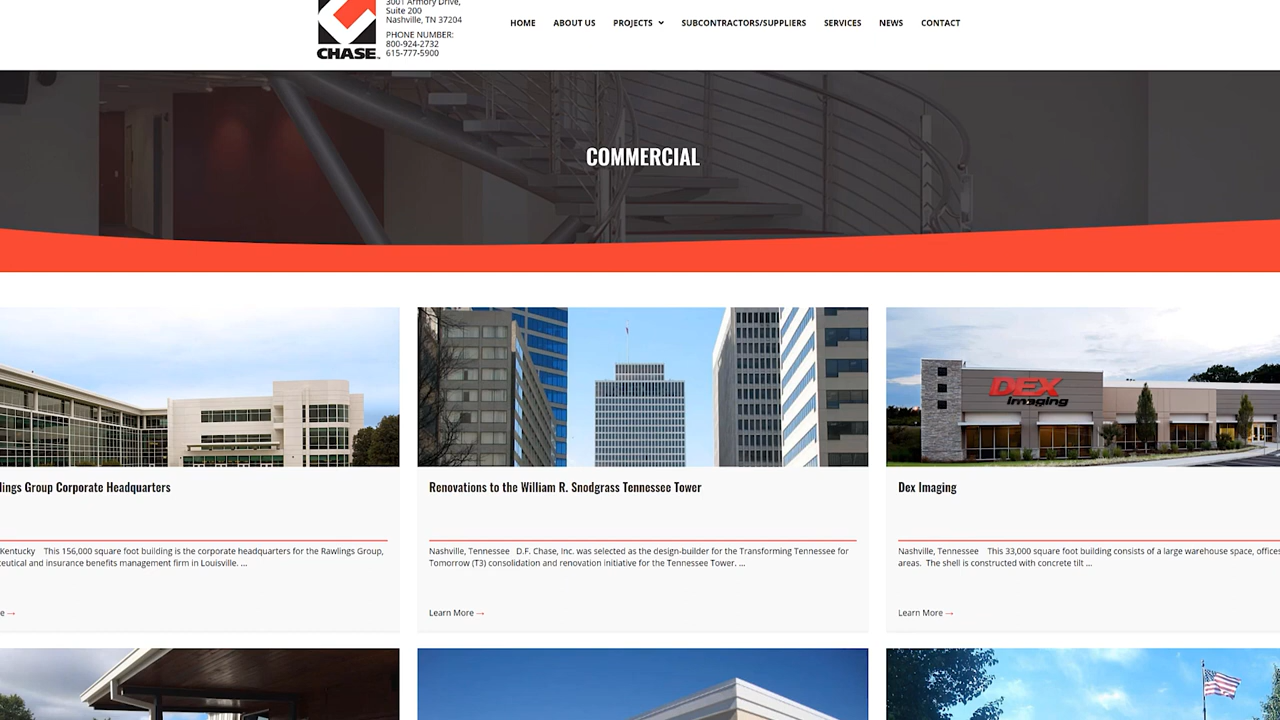 3001 Armory Drive,
Suite 200
Nashville, TN 37204
PHONE NUMBER:
800-924-2732
615-777-5900
CHASE
HOME ABOUT US PROJECTS SUBCONTRACTORS/SUPPLIERS SERVICES NEWS CONTACT
COMMERCIAL
DEX
Imaging
lings Group Corporate Headquarters
Kentucky This 156,000 square foot building is the corporate headquarters for the Rawlings Group,
ceutical and insurance benefits management firm in Louisville. ...
e →
Renovations to the William R. Snodgrass Tennessee Tower
Nashville, Tennessee D.F. Chase, Inc. was selected as the design-builder for the Transforming Tennessee for
Tomorrow (T3) consolidation and renovation initiative for the Tennessee Tower. ...
Learn More →
Dex Imaging
Nashville, Tennessee This 33,000 square foot building consists of a large warehouse space, offices
areas. The shell is constructed with concrete tilt ...
Learn More →